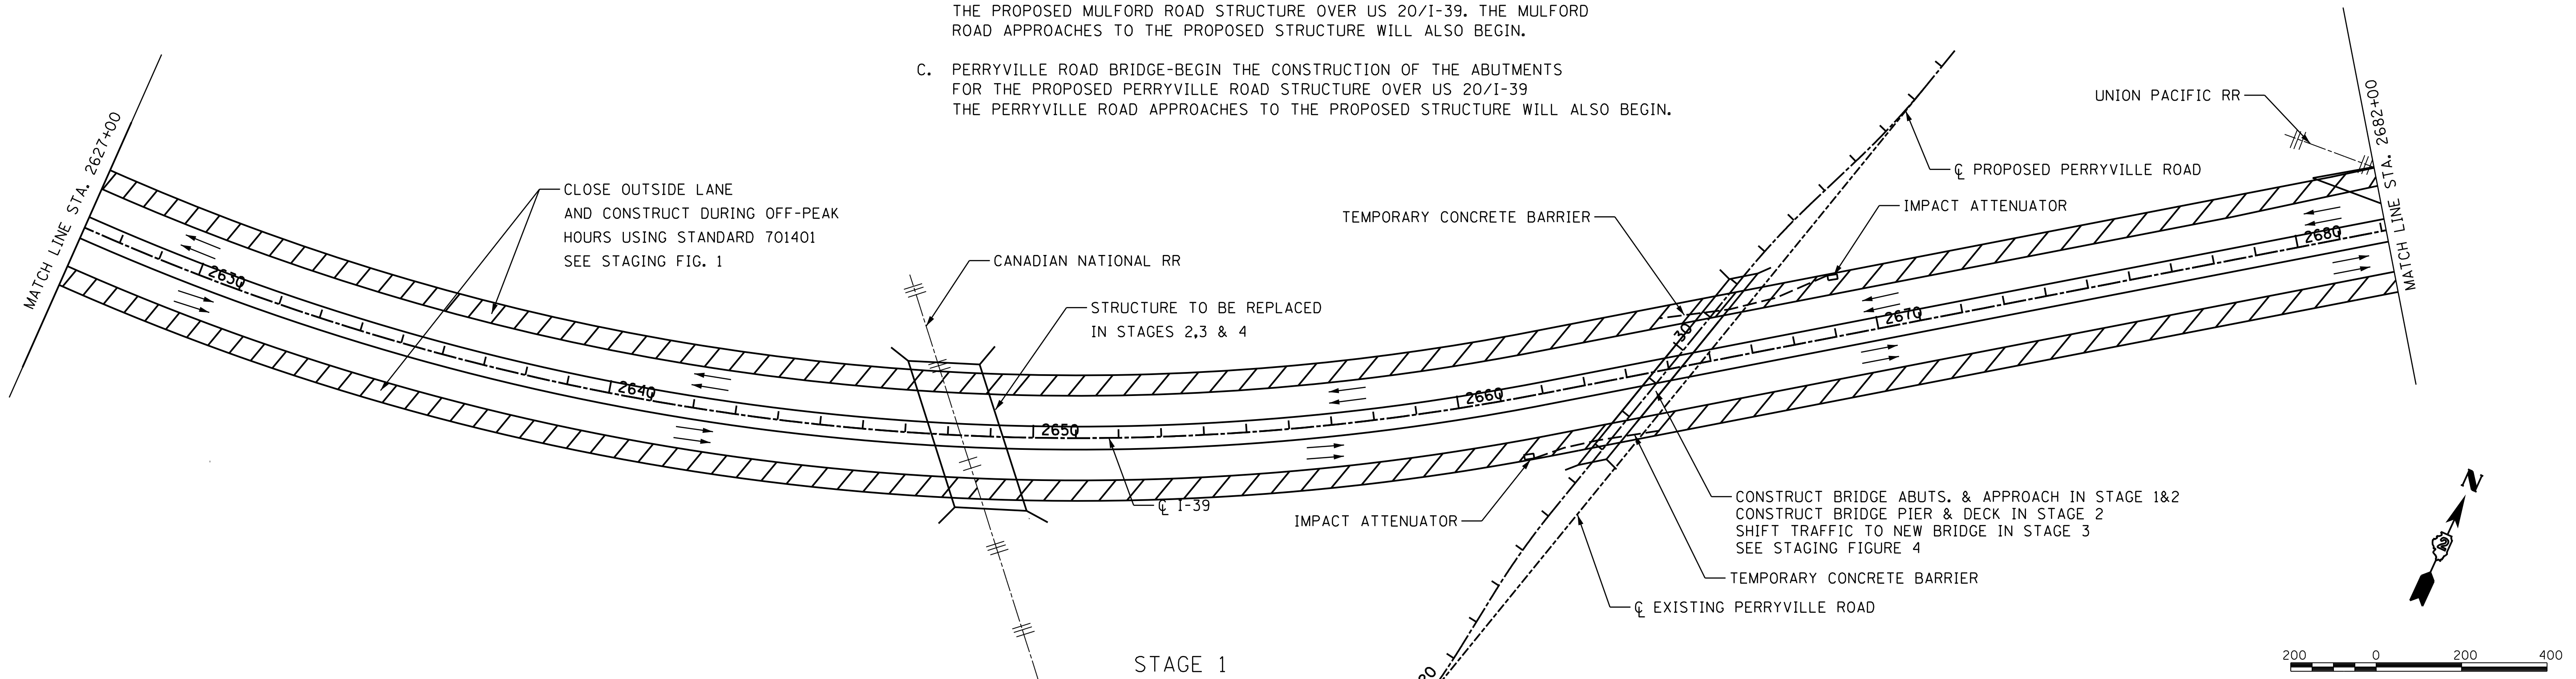 THE PROPOSED MULFORD ROAD STRUCTURE OVER US 20/I-39. THE MULFORD
ROAD APPROACHES TO THE PROPOSED STRUCTURE WILL ALSO BEGIN.
C. PERRYVILLE ROAD BRIDGE-BEGIN THE CONSTRUCTION OF THE ABUTMENTS
FOR THE PROPOSED PERRYVILLE ROAD STRUCTURE OVER US 20/I-39
THE PERRYVILLE ROAD APPROACHES TO THE PROPOSED STRUCTURE WILL ALSO BEGIN.
MATCH LINE STA. 2627+00
CLOSE OUTSIDE LANE
AND CONSTRUCT DURING OFF-PEAK
HOURS USING STANDARD 701401
SEE STAGING FIG. 1
CANADIAN NATIONAL RR
STRUCTURE TO BE REPLACED
IN STAGES 2,3 & 4
TEMPORARY CONCRETE BARRIER
UNION PACIFIC RR
℄ PROPOSED PERRYVILLE ROAD
IMPACT ATTENUATOR
MATCH LINE STA. 2682+00
2630
2640
2650
2660
2670
2680
30
℄ I-39
IMPACT ATTENUATOR
CONSTRUCT BRIDGE ABUTS. & APPROACH IN STAGE 1&2
CONSTRUCT BRIDGE PIER & DECK IN STAGE 2
SHIFT TRAFFIC TO NEW BRIDGE IN STAGE 3
SEE STAGING FIGURE 4
TEMPORARY CONCRETE BARRIER
℄ EXISTING PERRYVILLE ROAD
20
N
2
STAGE 1
200 0 200 400